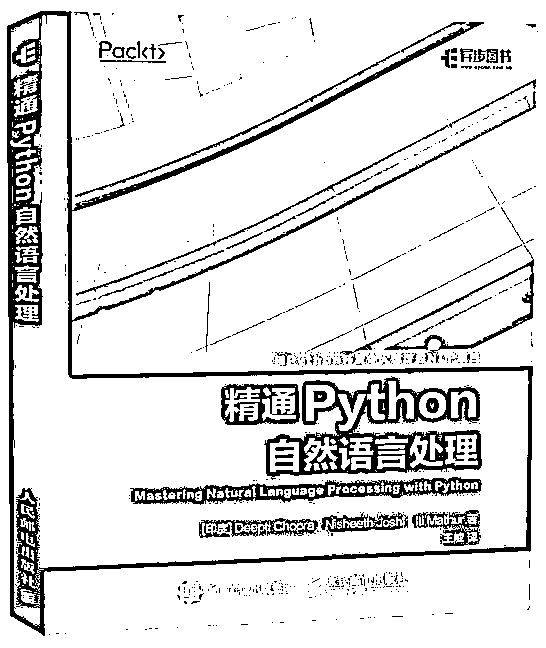 Packt>
异步图书
精通Python自然语言处理
人民邮电出版社
精通Python
自然语言处理
Mastering Natural Language Processing with Python
[印度] Deepti Chopra Nisheeth Joshi Iti Mathur 著
王威 译